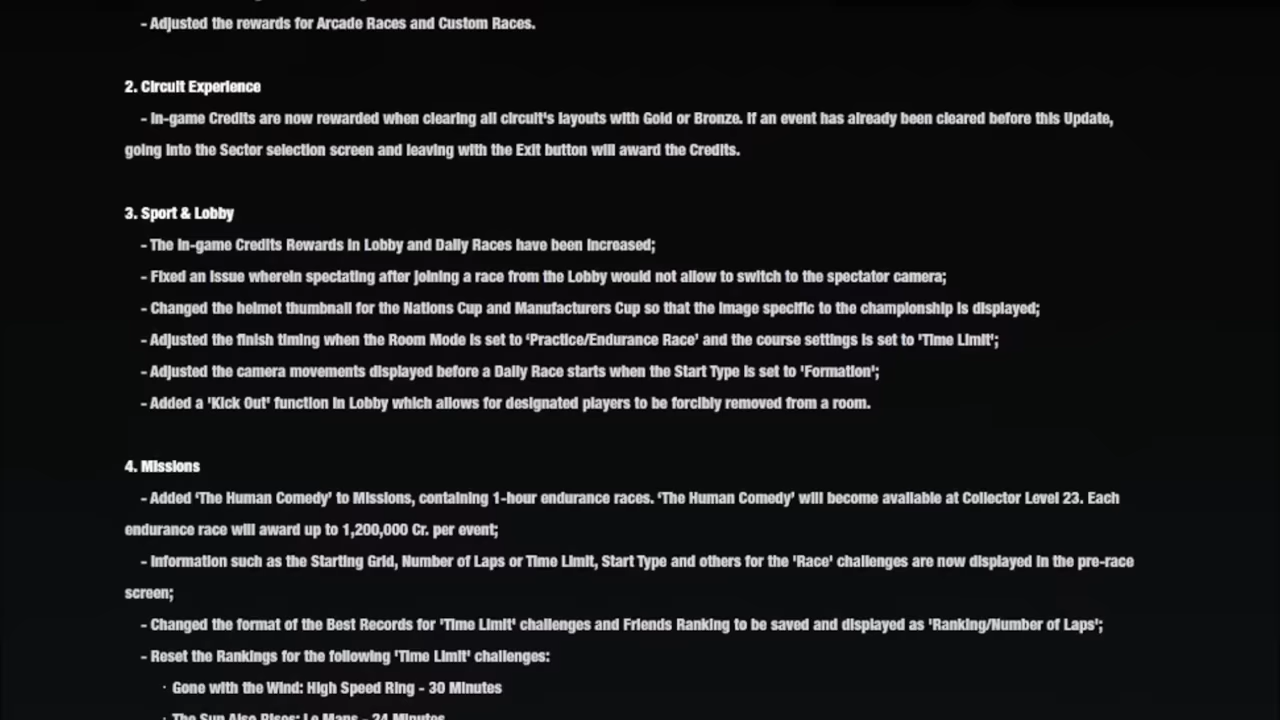 - Adjusted the rewards for Arcade Races and Custom Races.
2. Circuit Experience
- In-game Credits are now rewarded when clearing all circuit's layouts with Gold or Bronze. If an event has already been cleared before this Update,
going into the Sector selection screen and leaving with the Exit button will award the Credits.
3. Sport & Lobby
- The in-game Credits Rewards in Lobby and Daily Races have been increased;
- Fixed an issue wherein spectating after joining a race from the Lobby would not allow to switch to the spectator camera;
- Changed the helmet thumbnail for the Nations Cup and Manufacturers Cup so that the image specific to the championship is displayed;
- Adjusted the finish timing when the Room Mode is set to ‘Practice/Endurance Race’ and the course settings is set to 'Time Limit';
- Adjusted the camera movements displayed before a Daily Race starts when the Start Type is set to 'Formation';
- Added a 'Kick Out' function in Lobby which allows for designated players to be forcibly removed from a room.
4. Missions
- Added ‘The Human Comedy’ to Missions, containing 1-hour endurance races. ‘The Human Comedy’ will become available at Collector Level 23. Each
endurance race will award up to 1,200,000 Cr. per event;
- Information such as the Starting Grid, Number of Laps or Time Limit, Start Type and others for the 'Race' challenges are now displayed in the pre-race
screen;
- Changed the format of the Best Records for 'Time Limit' challenges and Friends Ranking to be saved and displayed as 'Ranking/Number of Laps';
- Reset the Rankings for the following 'Time Limit' challenges:
· Gone with the Wind: High Speed Ring - 30 Minutes
· The Sun Also Rises: Le Mans - 24 Minutes